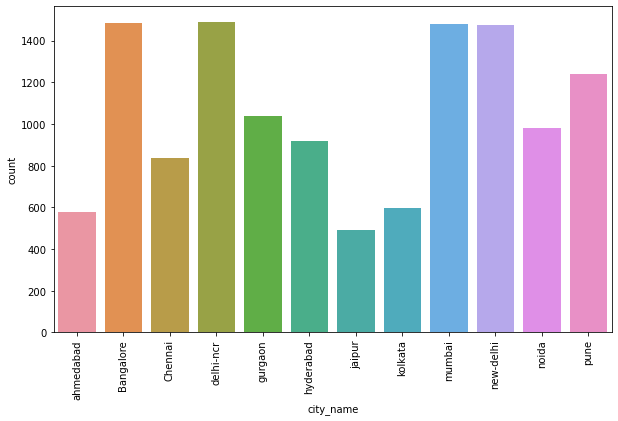 1400
1200
1000
800
600
400
200
0
count
ahmedabad
Bangalore
Chennai
delhi-ncr
gurgaon
hyderabad
jaipur
kolkata
mumbai
new-delhi
noida
pune
city_name